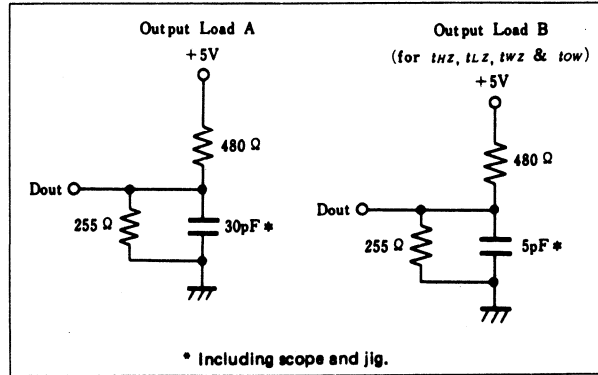 Output Load A
+5V
480 Ω
Dout
255 Ω
30pF *
Output Load B
(for tHZ, tLZ, tWZ & tOW)
+5V
480 Ω
Dout
255 Ω
5pF *
* Including scope and jig.